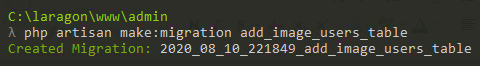 C:\laragon\www\admin
λ php artisan make:migration add_image_users_table
Created Migration: 2020_08_10_221849_add_image_users_table